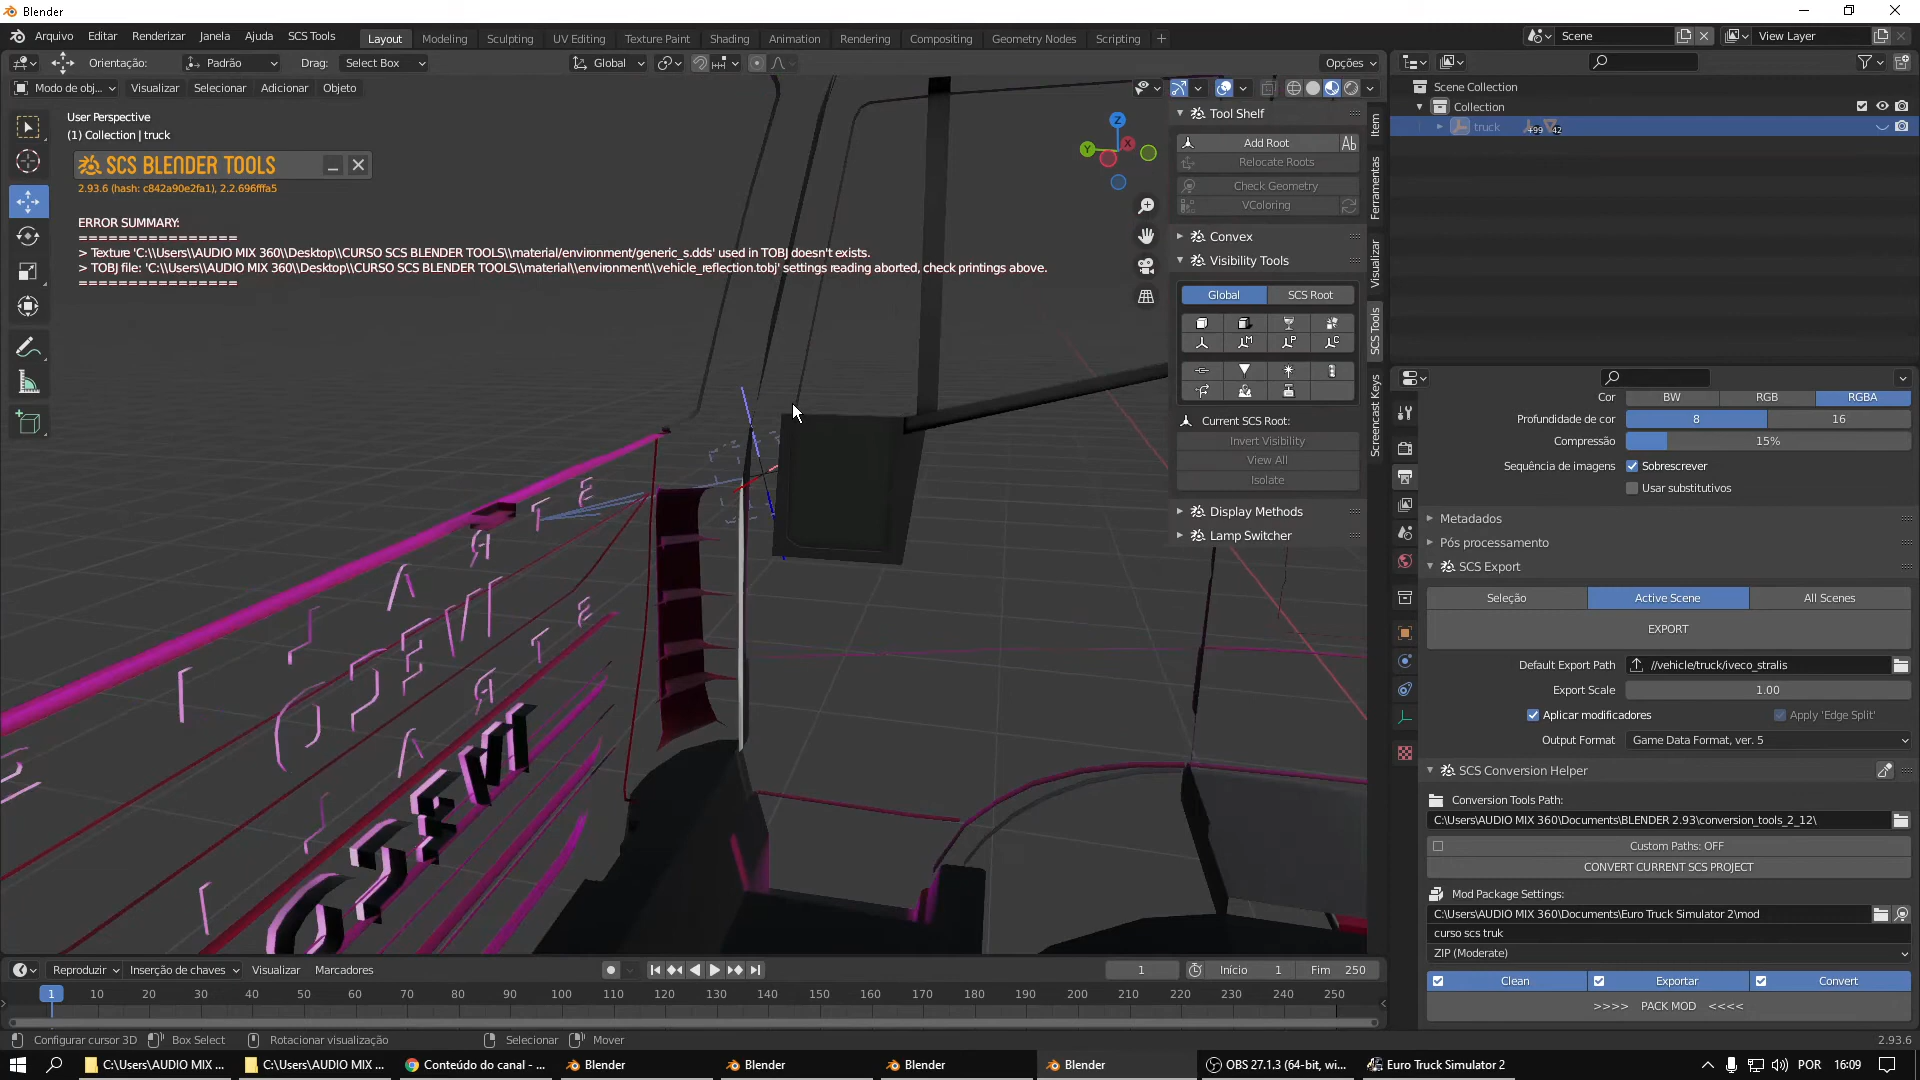 Blender
Arquivo Editar Renderizar Janela Ajuda SCS Tools Layout Modeling Sculpting UV Editing Texture Paint Shading Animation Rendering Compositing Geometry Nodes Scripting + Scene View Layer
Orientação: Padrão Drag: Select Box Global Opções
Modo de obj... Visualizar Selecionar Adicionar Objeto
User Perspective
(1) Collection | truck
SCS BLENDER TOOLS
2.93.6 (hash: c842a90e2fa1), 2.2.696fffa5
ERROR SUMMARY:
================
> Texture 'C:\\Users\\AUDIO MIX 360\\Desktop\\CURSO SCS BLENDER TOOLS\\material/environment/generic_s.dds' used in TOBJ doesn't exists.
> TOBJ file: 'C:\\Users\\AUDIO MIX 360\\Desktop\\CURSO SCS BLENDER TOOLS\\material\\environment\\vehicle_reflection.tobj' settings reading aborted, check printings above.
================
Z
Y
X
Tool Shelf
Add Root
Relocate Roots
Check Geometry
VColoring
Convex
Visibility Tools
Global SCS Root
Current SCS Root:
Invert Visibility
View All
Isolate
Display Methods
Lamp Switcher
Item
Ferramentas
Visualizar
SCS Tools
Screencast Keys
Scene Collection
Collection
truck +99 42
Cor BW RGB RGBA
Profundidade de cor 8 16
Compressão 15%
Sequência de imagens Sobrescrever
Usar substitutivos
Metadados
Pós processamento
SCS Export
Seleção Active Scene All Scenes
EXPORT
Default Export Path //vehicle/truck/iveco_stralis
Export Scale 1.00
Aplicar modificadores Apply 'Edge Split'
Output Format Game Data Format, ver. 5
SCS Conversion Helper
Conversion Tools Path:
C:\Users\AUDIO MIX 360\Documents\BLENDER 2.93\conversion_tools_2_12\
Custom Paths: OFF
CONVERT CURRENT SCS PROJECT
Mod Package Settings:
C:\Users\AUDIO MIX 360\Documents\Euro Truck Simulator 2\mod
curso scs truk
ZIP (Moderate)
Clean Exportar Convert
>>>> PACK MOD <<<<
Reproduzir Inserção de chaves Visualizar Marcadores 1 Início 1 Fim 250
1 10 20 30 40 50 60 70 80 90 100 110 120 130 140 150 160 170 180 190 200 210 220 230 240 250
Configurar cursor 3D Box Select Rotacionar visualização Selecionar Mover 2.93.6
C:\Users\AUDIO MIX ... C:\Users\AUDIO MIX ... Conteúdo do canal - ... Blender Blender Blender Blender OBS 27.1.3 (64-bit, wi... Euro Truck Simulator 2 POR 16:09